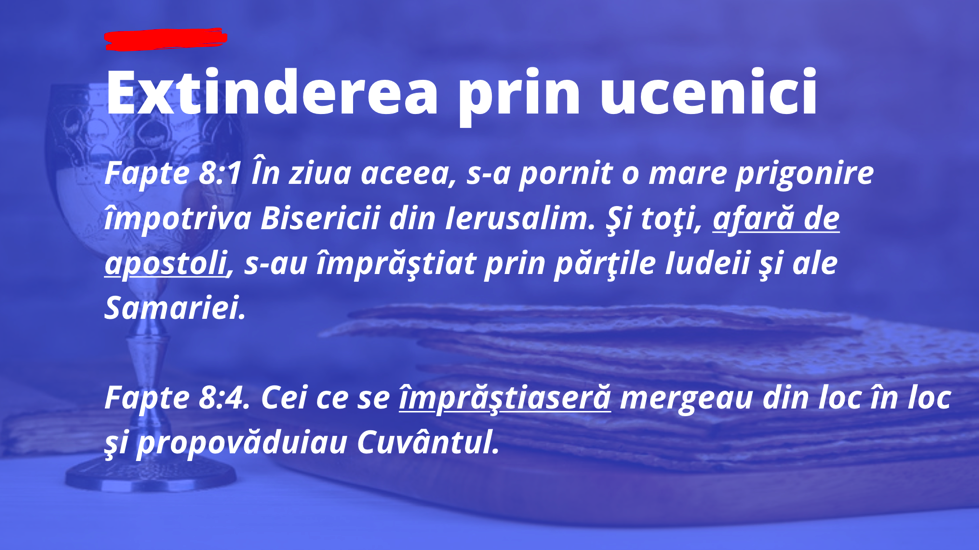 Extinderea prin ucenici
Fapte 8:1 În ziua aceea, s-a pornit o mare prigonire
împotriva Bisericii din Ierusalim. Şi toţi, afară de
apostoli, s-au împrăştiat prin părţile Iudeii şi ale
Samariei.
Fapte 8:4. Cei ce se împrăştiaseră mergeau din loc în loc
şi propovăduiau Cuvântul.